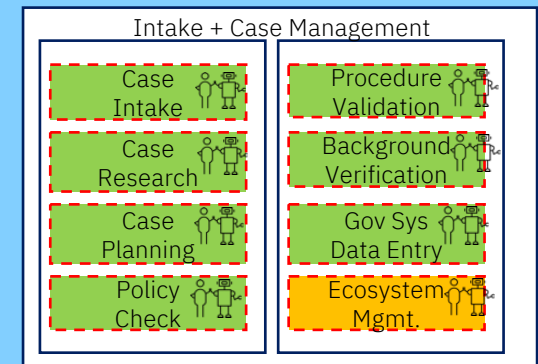 Intake + Case Management
Case
Intake
Case
Research
Case
Planning
Policy
Check
Procedure
Validation
Background
Verification
Gov Sys
Data Entry
Ecosystem
Mgmt.